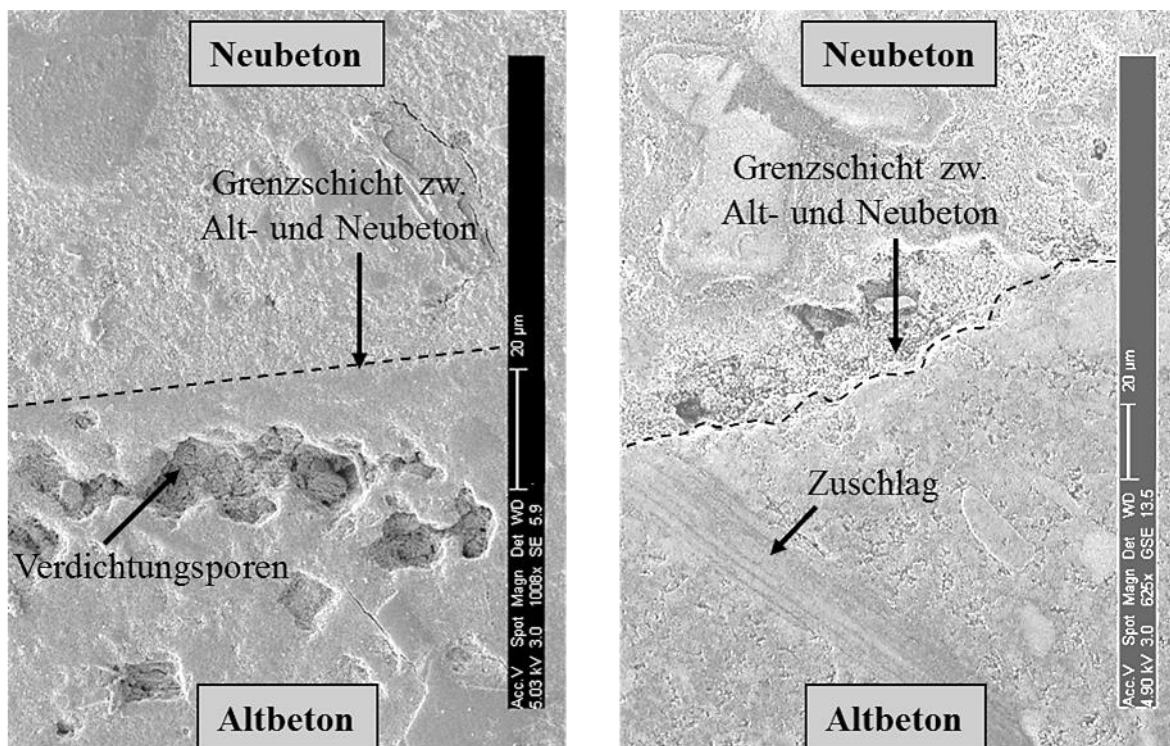 Neubeton
Grenzschicht zw.
Alt- und Neubeton
Verdichtungsporen
Altbeton
20 µm
Acc.V Spot Magn Det WD
5.03 kV 3.0 1008x SE 5.9
Neubeton
Grenzschicht zw.
Alt- und Neubeton
Zuschlag
Altbeton
20 µm
Acc.V Spot Magn Det WD
4.90 kV 3.0 625x GSE 13.5